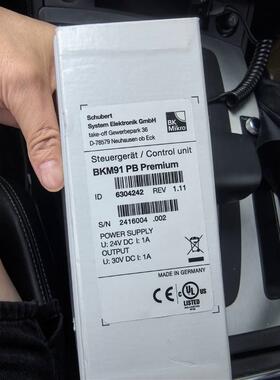 Schubert
System Elektronik GmbH
take-off Gewerbepark 36
D-78579 Neuhausen ob Eck
BK
Mikro
Steuergerät / Control unit
BKM91 PB Premium
ID 6304242 REV 1.11
S/N 2416004 .002
POWER SUPPLY
U: 24V DC I: 1A
OUTPUT
U: 30V DC I: 1A
MADE IN GERMANY
CE
C UL US
LISTED